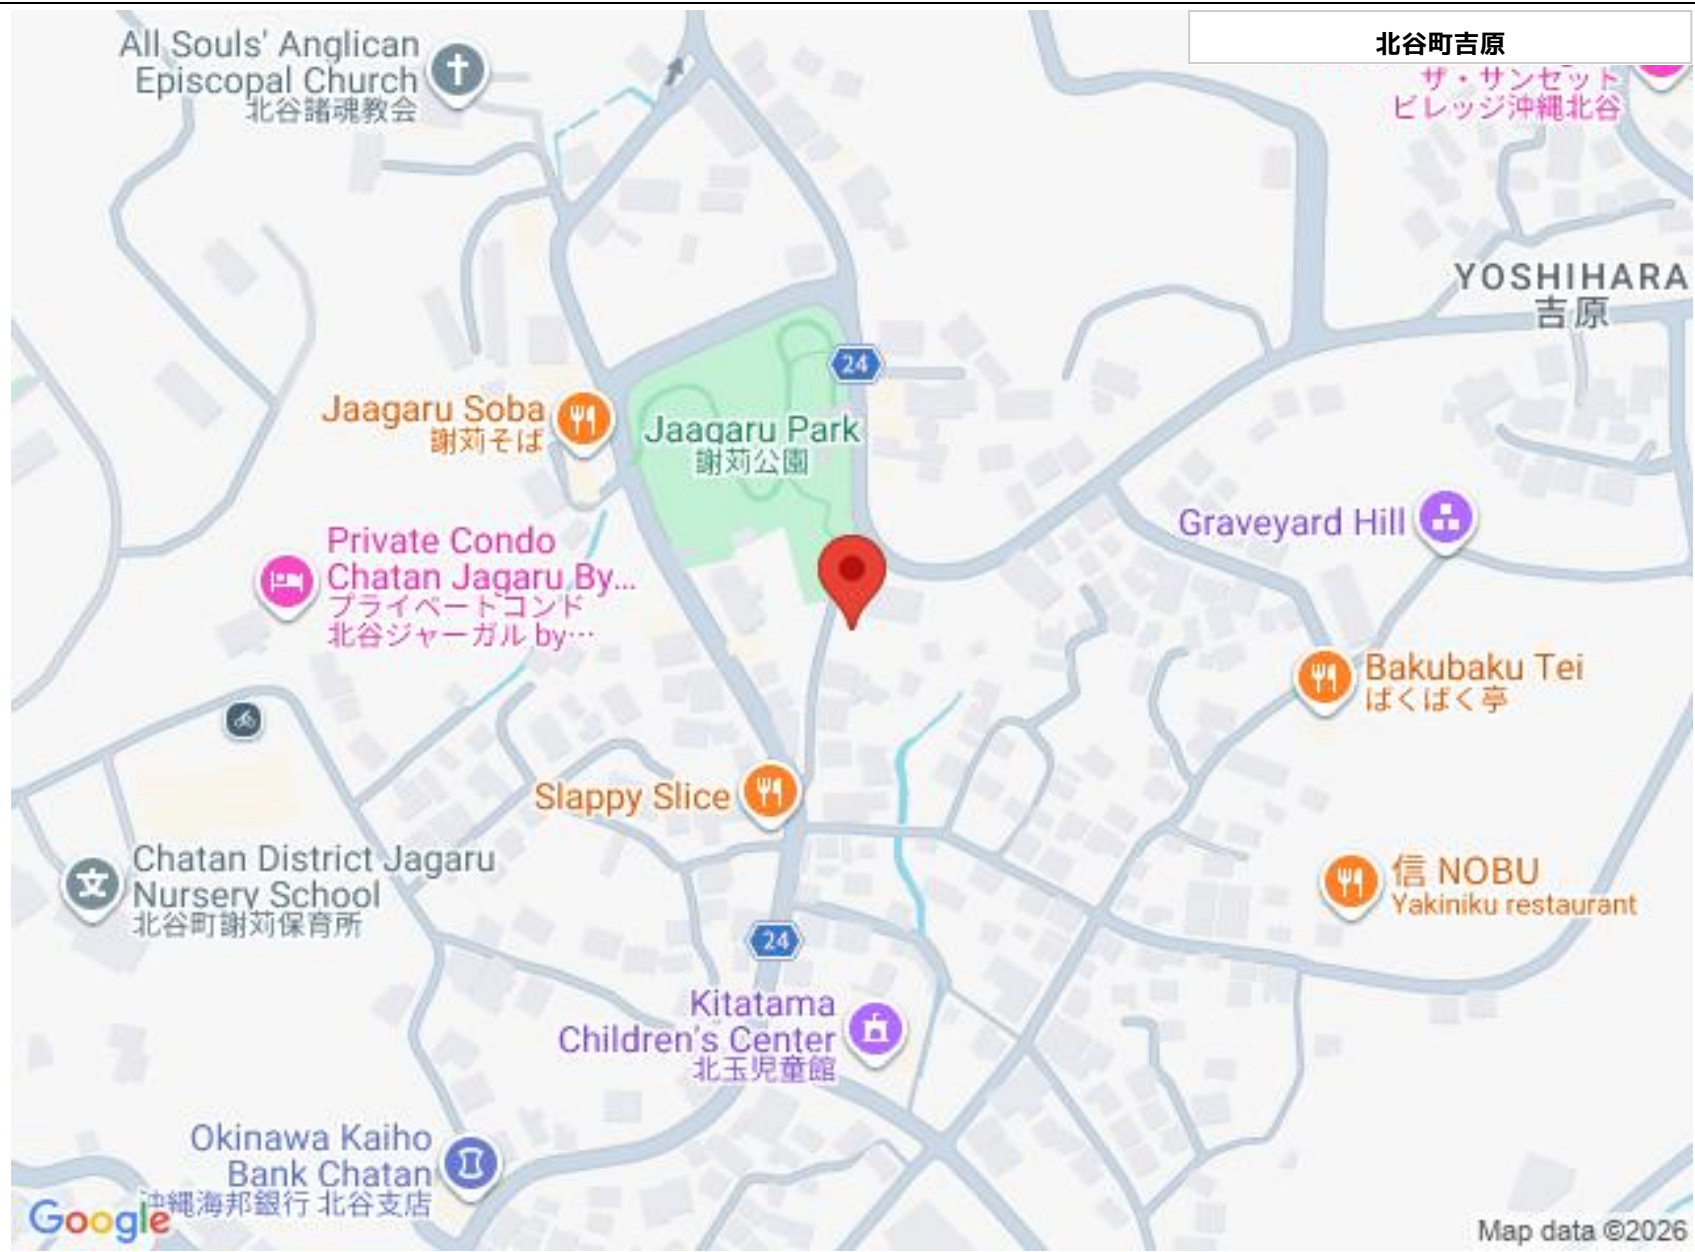 北谷町吉原
All Souls' Anglican
Episcopal Church
北谷諸魂教会
ザ・サンセット
ビレッジ沖縄北谷
YOSHIHARA
吉原
24
Jaagaru Soba
謝苅そば
Jaagaru Park
謝苅公園
Graveyard Hill
Private Condo
Chatan Jagaru By...
プライベートコンド
北谷ジャーガル by…
Bakubaku Tei
ばくばく亭
Slappy Slice
Chatan District Jagaru
Nursery School
北谷町謝苅保育所
信 NOBU
Yakiniku restaurant
24
Kitatama
Children's Center
北玉児童館
Okinawa Kaiho
Bank Chatan
沖縄海邦銀行 北谷支店
Google
Map data ©2026